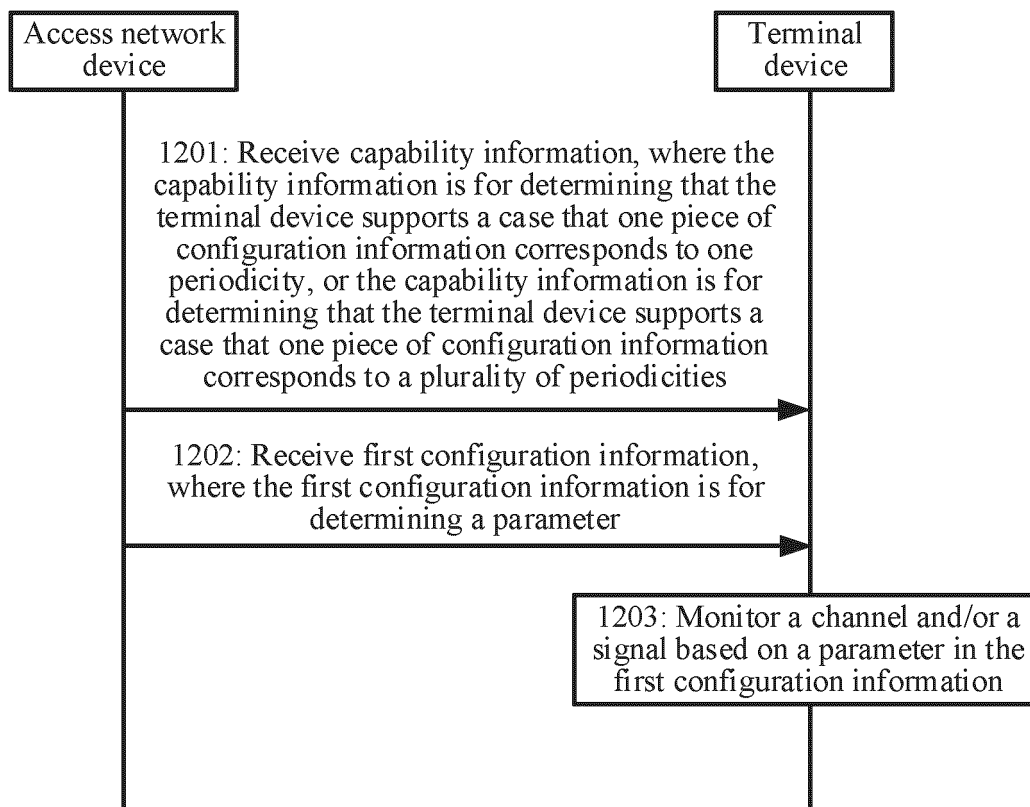 Access network
device
Terminal
device
1201: Receive capability information, where the
capability information is for determining that the
terminal device supports a case that one piece of
configuration information corresponds to one
periodicity, or the capability information is for
determining that the terminal device supports a
case that one piece of configuration information
corresponds to a plurality of periodicities
1202: Receive first configuration information,
where the first configuration information is for
determining a parameter
1203: Monitor a channel and/or a
signal based on a parameter in the
first configuration information